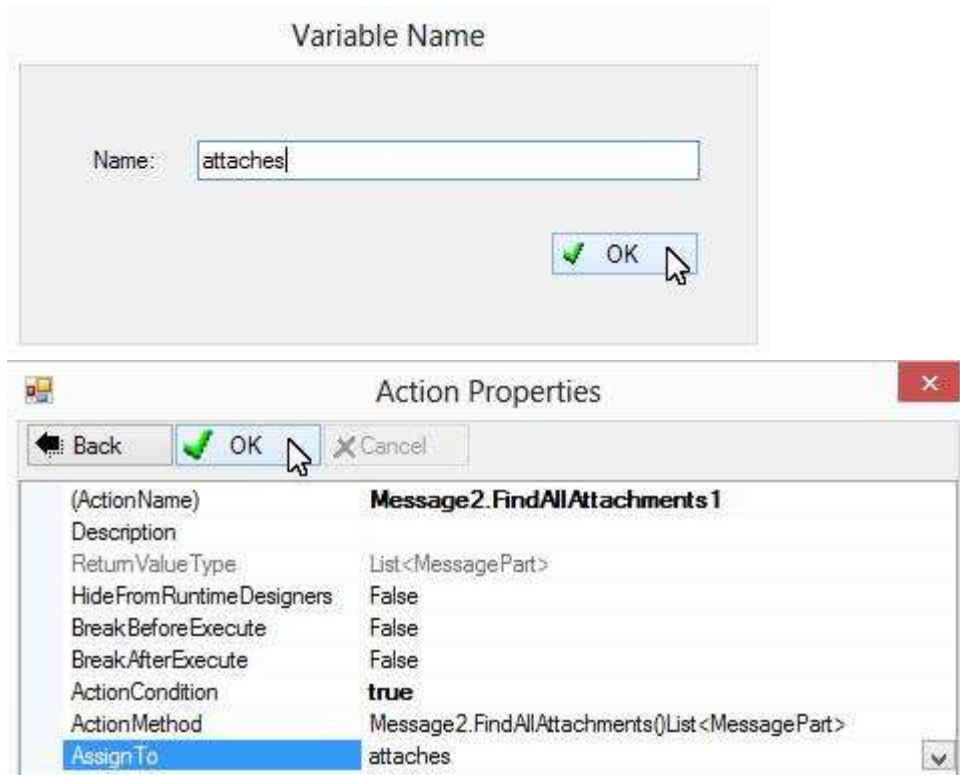 Variable Name
Name: attaches
OK
Action Properties
Back OK Cancel
(ActionName) Message2.FindAllAttachments1
Description
ReturnValueType List<MessagePart>
HideFromRuntimeDesigners False
BreakBeforeExecute False
BreakAfterExecute False
ActionCondition true
ActionMethod Message2.FindAllAttachments()List<MessagePart>
AssignTo attaches